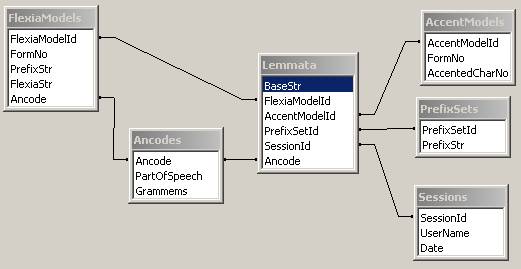 FlexiaModels
FlexiaModelId
FormNo
PrefixStr
FlexiaStr
Ancode
Ancodes
Ancode
PartOfSpeech
Grammems
Lemmata
BaseStr
FlexiaModelId
AccentModelId
PrefixSetId
SessionId
Ancode
AccentModels
AccentModelId
FormNo
AccentedCharNo
PrefixSets
PrefixSetId
PrefixStr
Sessions
SessionId
UserName
Date